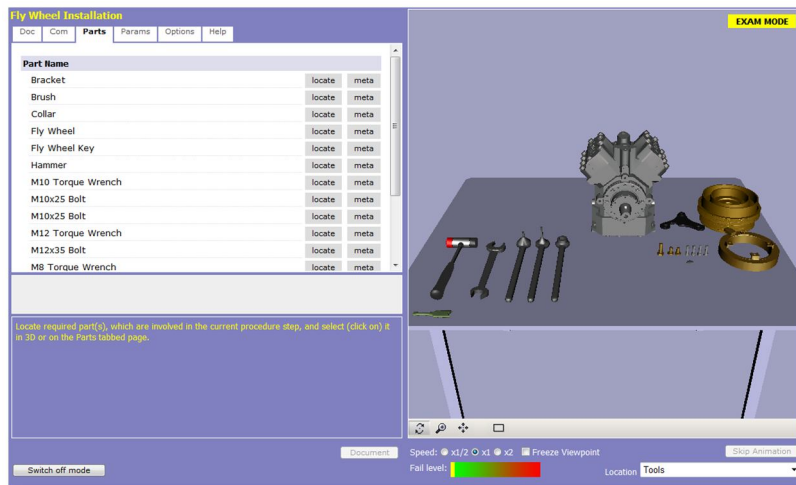 Fly Wheel Installation
EXAM MODE
Doc Com Parts Params Options Help
Part Name
Bracket locate meta
Brush locate meta
Collar locate meta
Fly Wheel locate meta
Fly Wheel Key locate meta
Hammer locate meta
M10 Torque Wrench locate meta
M10x25 Bolt locate meta
M10x25 Bolt locate meta
M12 Torque Wrench locate meta
M12x35 Bolt locate meta
M8 Torque Wrench locate meta
Locate required part(s), which are involved in the current procedure step, and select (click on) it
in 3D or on the Parts tabbed page.
Document
Switch off mode
Speed: x1/2 x1 x2 Freeze Viewpoint Skip Animation
Fail level: Location Tools